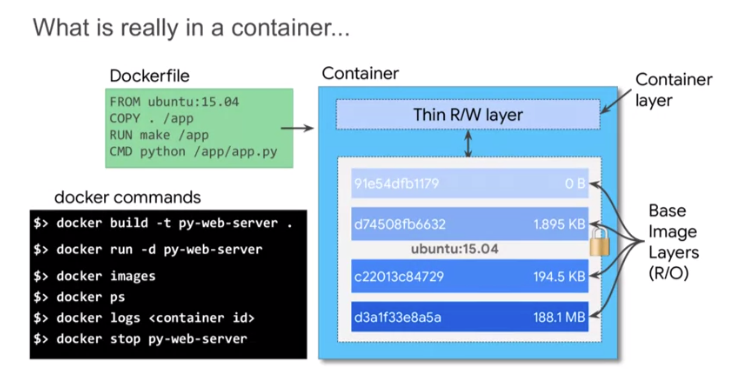 What is really in a container...
Dockerfile
FROM ubuntu:15.04
COPY . /app
RUN make /app
CMD python /app/app.py
docker commands
$> docker build -t py-web-server .
$> docker run -d py-web-server
$> docker images
$> docker ps
$> docker logs <container id>
$> docker stop py-web-server
Container
Thin R/W layer
91e54dfb1179 0 B
d74508fb6632 1.895 KB
ubuntu:15.04
c22013c84729 194.5 KB
d3a1f33e8a5a 188.1 MB
Container
layer
Base
Image
Layers
(R/O)